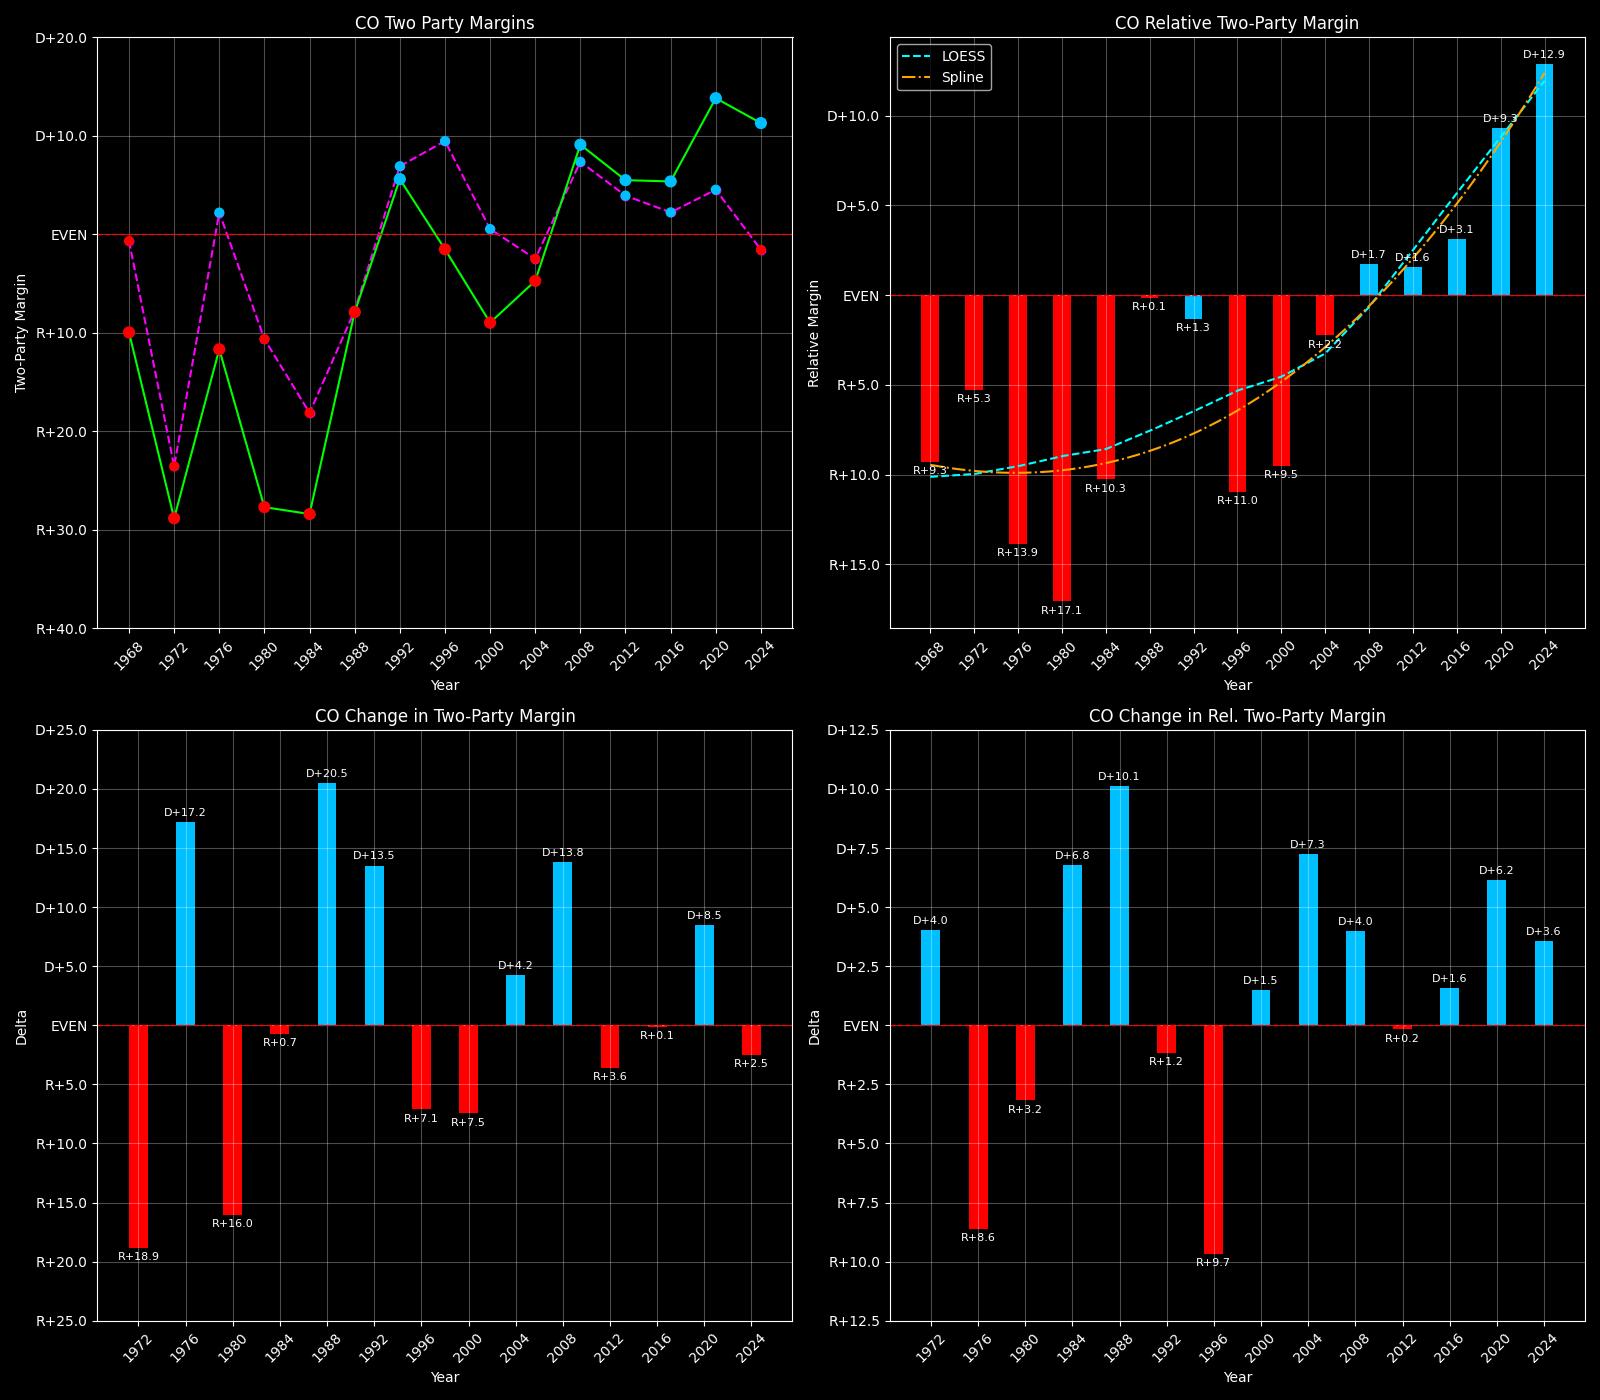 CO Two Party Margins
D+20.0
D+10.0
EVEN
R+10.0
R+20.0
R+30.0
R+40.0
Two-Party Margin
1968
1972
1976
1980
1984
1988
1992
1996
2000
2004
2008
2012
2016
2020
2024
Year
CO Relative Two-Party Margin
LOESS
Spline
D+10.0
D+5.0
EVEN
R+5.0
R+10.0
R+15.0
Relative Margin
R+9.3
R+5.3
R+13.9
R+17.1
R+10.3
R+0.1
R+1.3
R+11.0
R+9.5
R+2.2
D+1.7
D+1.6
D+3.1
D+9.3
D+12.9
1968
1972
1976
1980
1984
1988
1992
1996
2000
2004
2008
2012
2016
2020
2024
Year
CO Change in Two-Party Margin
D+25.0
D+20.0
D+15.0
D+10.0
D+5.0
EVEN
R+5.0
R+10.0
R+15.0
R+20.0
R+25.0
Delta
R+18.9
D+17.2
R+16.0
R+0.7
D+20.5
D+13.5
R+7.1
R+7.5
D+4.2
D+13.8
R+3.6
R+0.1
D+8.5
R+2.5
1972
1976
1980
1984
1988
1992
1996
2000
2004
2008
2012
2016
2020
2024
Year
CO Change in Rel. Two-Party Margin
D+12.5
D+10.0
D+7.5
D+5.0
D+2.5
EVEN
R+2.5
R+5.0
R+7.5
R+10.0
R+12.5
Delta
D+4.0
R+8.6
R+3.2
D+6.8
D+10.1
R+1.2
R+9.7
D+1.5
D+7.3
D+4.0
R+0.2
D+1.6
D+6.2
D+3.6
1972
1976
1980
1984
1988
1992
1996
2000
2004
2008
2012
2016
2020
2024
Year